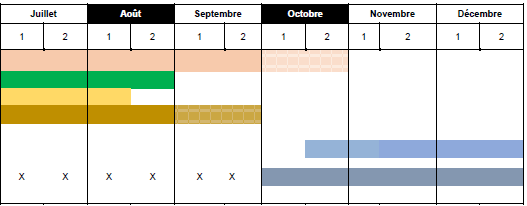 Juillet Août Septembre Octobre Novembre Décembre
1 2 1 2 1 2 1 2 1 2 1 2
X X X X X X